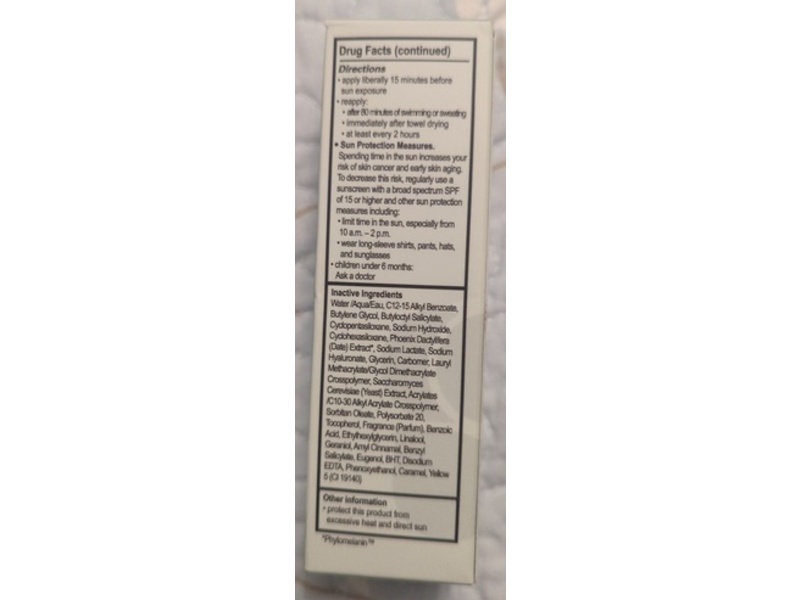 Drug Facts (continued)
Directions
• apply liberally 15 minutes before
sun exposure
• reapply:
• after 80 minutes of swimming or sweating
• immediately after towel drying
• at least every 2 hours
• Sun Protection Measures.
Spending time in the sun increases your
risk of skin cancer and early skin aging.
To decrease this risk, regularly use a
sunscreen with a broad spectrum SPF
of 15 or higher and other sun protection
measures including:
• limit time in the sun, especially from
10 a.m. – 2 p.m.
• wear long-sleeve shirts, pants, hats,
and sunglasses
• children under 6 months:
Ask a doctor
Inactive Ingredients
Water /Aqua/Eau, C12-15 Alkyl Benzoate,
Butylene Glycol, Butyloctyl Salicylate,
Cyclopentasiloxane, Sodium Hydroxide,
Cyclohexasiloxane, Phoenix Dactylifera
(Date) Extract*, Sodium Lactate, Sodium
Hyaluronate, Glycerin, Carbomer, Lauryl
Methacrylate/Glycol Dimethacrylate
Crosspolymer, Saccharomyces
Cerevisiae (Yeast) Extract, Acrylates
/C10-30 Alkyl Acrylate Crosspolymer,
Sorbitan Oleate, Polysorbate 20,
Tocopherol, Fragrance (Parfum), Benzoic
Acid, Ethylhexylglycerin, Linalool,
Geraniol, Amyl Cinnamal, Benzyl
Salicylate, Eugenol, BHT, Disodium
EDTA, Phenoxyethanol, Caramel, Yellow
5 (CI 19140)
Other information
• protect this product from
excessive heat and direct sun
*Phytomelanin™